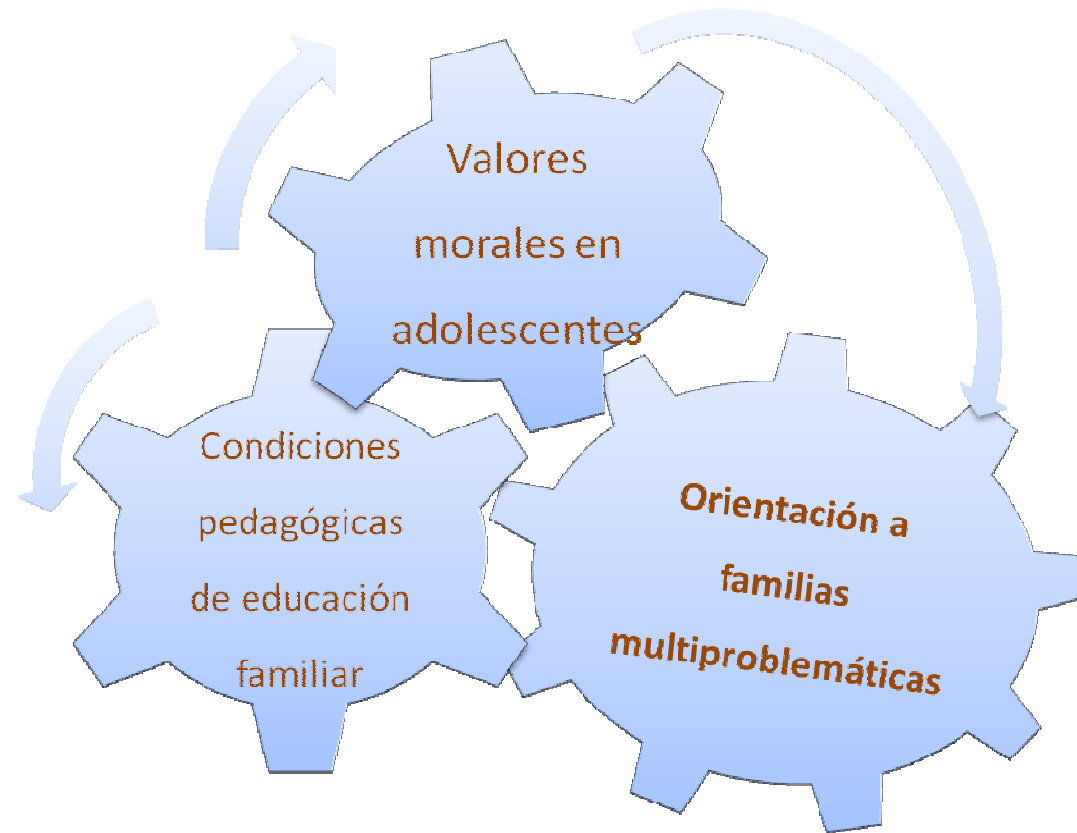 Valores
morales en
adolescentes
Condiciones
pedagógicas
de educación
familiar
Orientación a
familias
multiproblemáticas